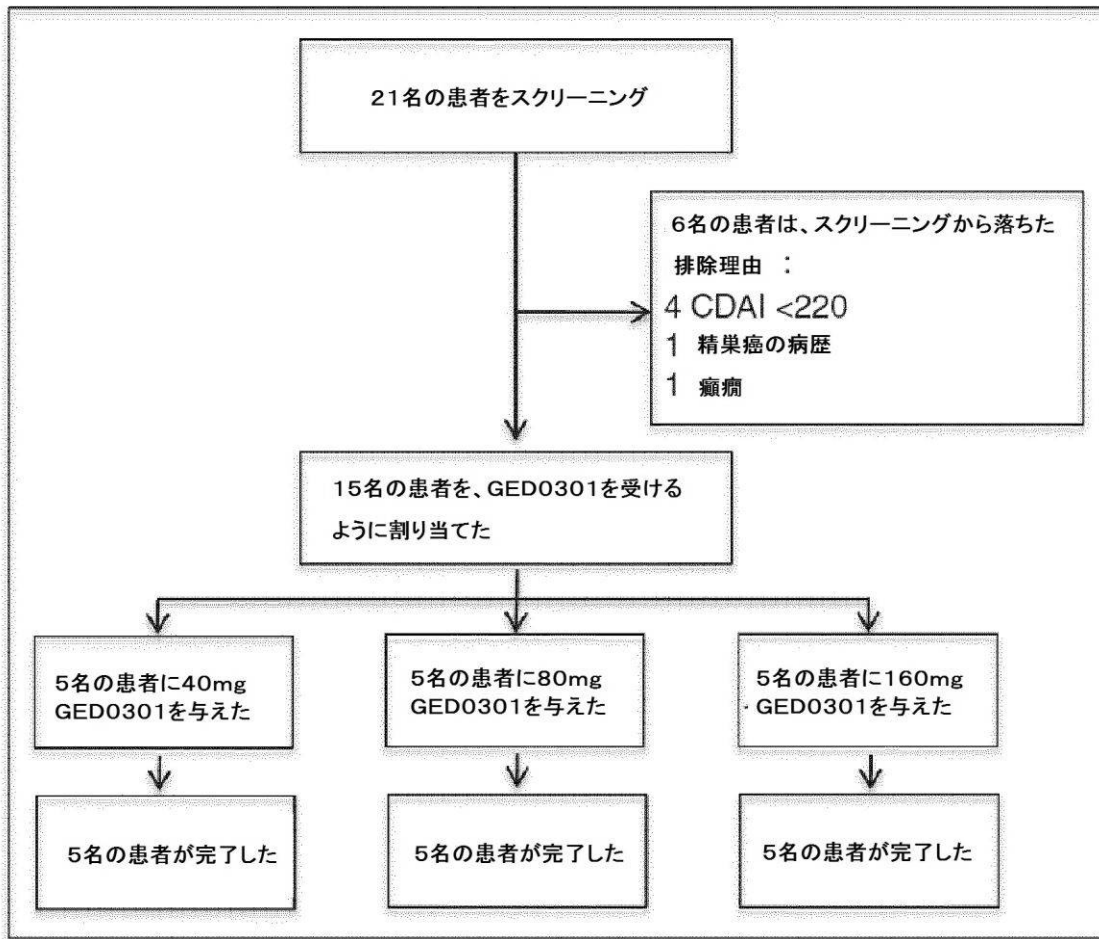 21名の患者をスクリーニング
6名の患者は、スクリーニングから落ちた
排除理由 :
4 CDAI <220
1 精巣癌の病歴
1 癲癇
15名の患者を、GED0301を受ける
ように割り当てた
5名の患者に40mg
GED0301を与えた
5名の患者に80mg
GED0301を与えた
5名の患者に160mg
GED0301を与えた
5名の患者が完了した
5名の患者が完了した
5名の患者が完了した